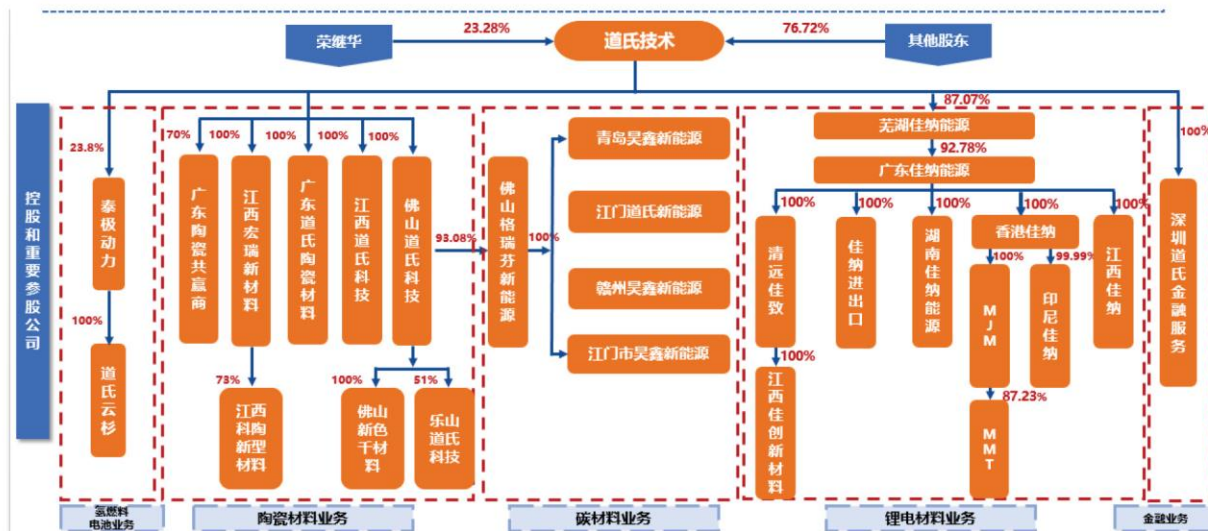 荣继华
23.28%
道氏技术
76.72%
其他股东
控股和重要参股公司
23.8%
泰极动力
100%
道氏云杉
氢燃料
电池业务
70%
100%
100%
100%
100%
广东陶瓷共赢商
江西宏瑞新材料
广东道氏陶瓷材料
江西道氏科技
佛山道氏科技
73%
100%
51%
江西
科陶
新型
材料
佛山
新色
千材
料
乐山
道氏
科技
陶瓷材料业务
93.08%
佛山格瑞芬新能源
100%
青岛昊鑫新能源
江门道氏新能源
赣州昊鑫新能源
江门市昊鑫新能源
碳材料业务
87.07%
芜湖佳纳能源
92.78%
广东佳纳能源
100%
100%
100%
100%
100%
清远佳致
佳纳进出口
湖南佳纳能源
香港佳纳
江西佳纳
100%
99.99%
MJM
印尼佳纳
100%
87.23%
江西佳创新材料
MMT
锂电材料业务
100%
深圳道氏金融服务
金融业务